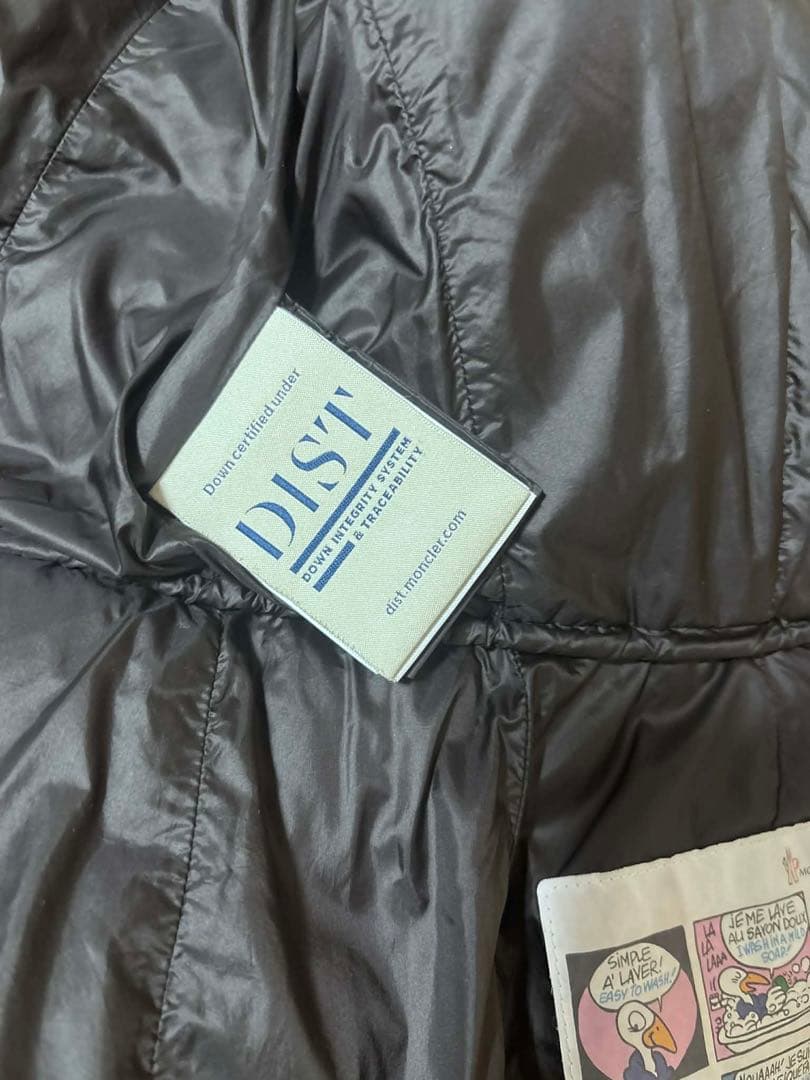 Down certified under
DIST
DOWN INTEGRITY SYSTEM
& TRACEABILITY
dist.moncler.com
SIMPLE
A' LAVER!
EASY TO WASH!
LA
LA
LAAA
JE ME LAVE
AU SAVON DOUX
I WASH IN A MILD
SOAP!